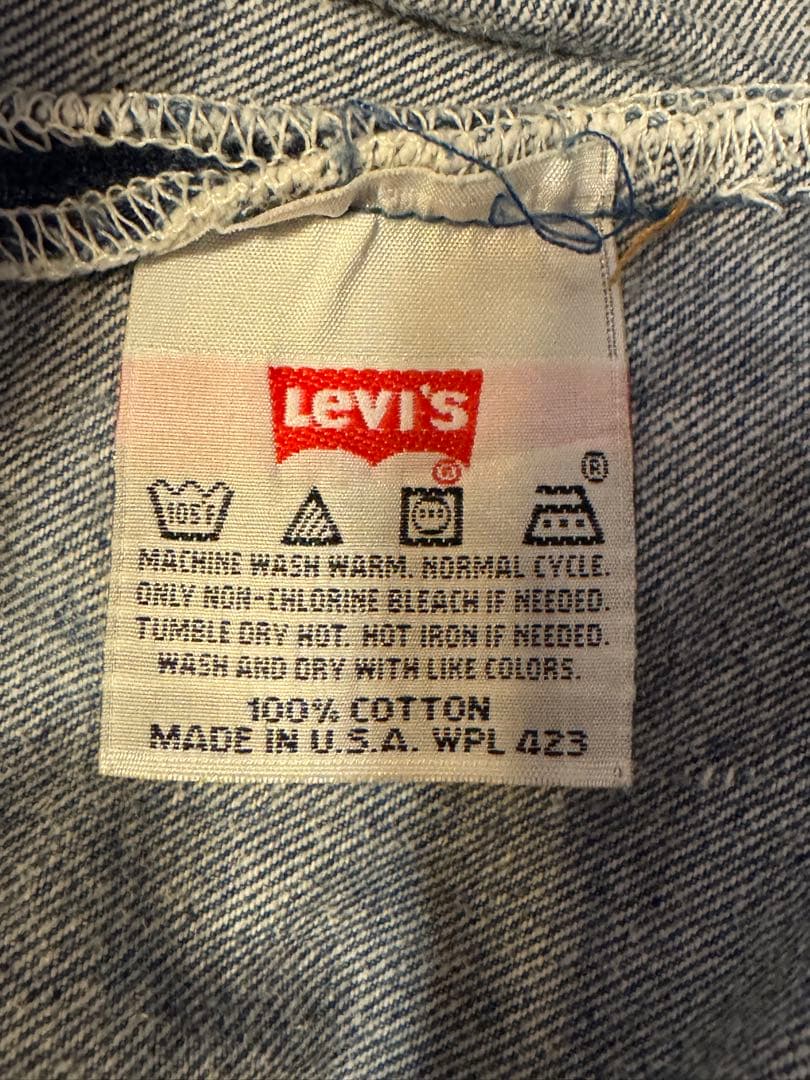 Levi's
®
®
105F
MACHINE WASH WARM. NORMAL CYCLE.
ONLY NON-CHLORINE BLEACH IF NEEDED.
TUMBLE DRY HOT. HOT IRON IF NEEDED.
WASH AND DRY WITH LIKE COLORS.
100% COTTON
MADE IN U.S.A. WPL 423